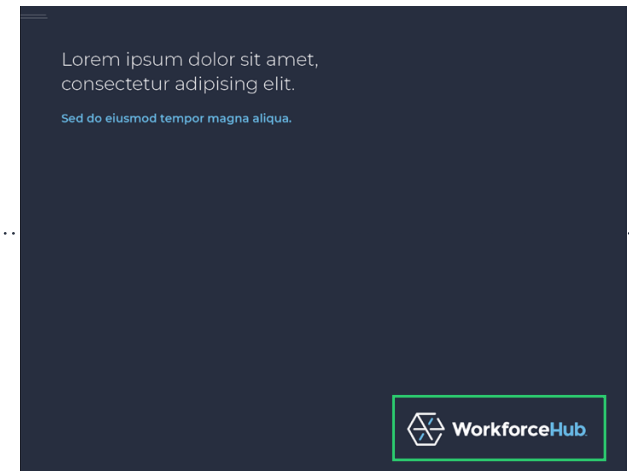 Lorem ipsum dolor sit amet,
consectetur adipising elit.
Sed do eiusmod tempor magna aliqua.
WorkforceHub.